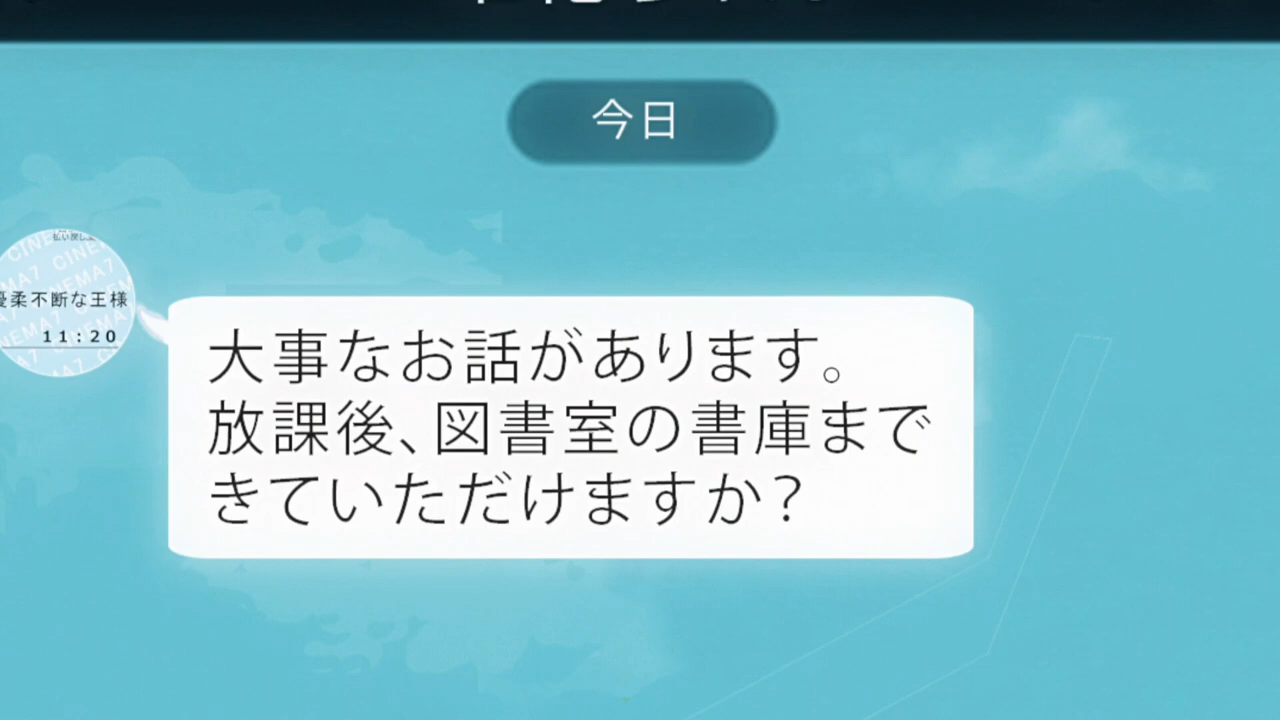 今日
柔不断な王様
11:20
大事なお話があります。
放課後、図書室の書庫まで
きていただけますか?